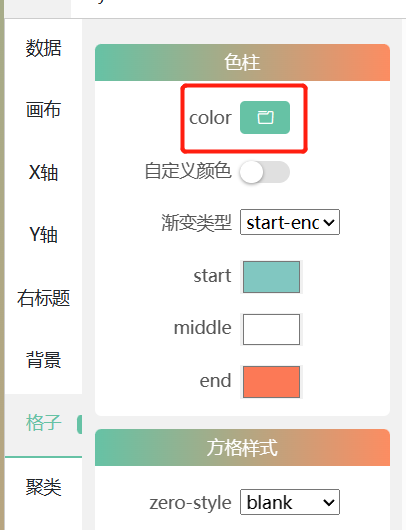 数据
画布
X轴
Y轴
右标题
背景
格子
聚类
色柱
color
自定义颜色
渐变类型 start-end
start
middle
end
方格样式
zero-style blank